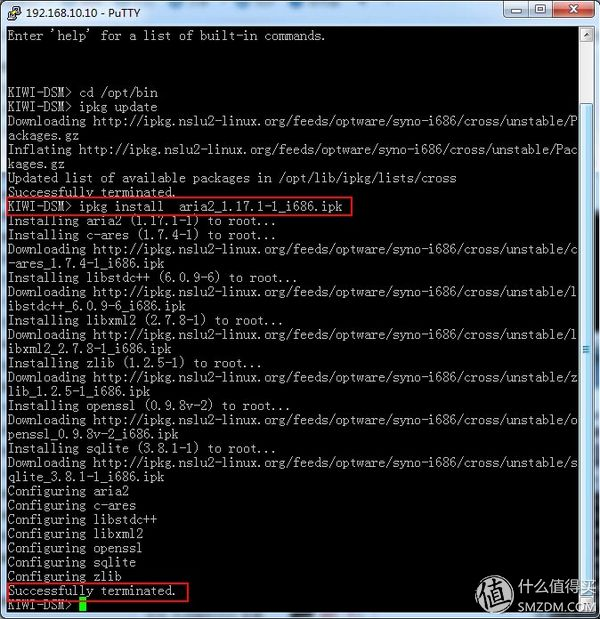 192.168.10.10 - PuTTY
Enter 'help' for a list of built-in commands.
KIWI-DSM> cd /opt/bin
KIWI-DSM> ipkg update
Downloading http://ipkg.nslu2-linux.org/feeds/optware/syno-i686/cross/unstable/P
ackages.gz
Inflating http://ipkg.nslu2-linux.org/feeds/optware/syno-i686/cross/unstable/Pac
kages.gz
Updated list of available packages in /opt/lib/ipkg/lists/cross
Successfully terminated.
KIWI-DSM> ipkg install  aria2_1.17.1-1_i686.ipk
Installing aria2 (1.17.1-1) to root...
Installing c-ares (1.7.4-1) to root...
Downloading http://ipkg.nslu2-linux.org/feeds/optware/syno-i686/cross/unstable/c
-ares_1.7.4-1_i686.ipk
Installing libstdc++ (6.0.9-6) to root...
Downloading http://ipkg.nslu2-linux.org/feeds/optware/syno-i686/cross/unstable/l
ibstdc++_6.0.9-6_i686.ipk
Installing libxml2 (2.7.8-1) to root...
Downloading http://ipkg.nslu2-linux.org/feeds/optware/syno-i686/cross/unstable/l
ibxml2_2.7.8-1_i686.ipk
Installing zlib (1.2.5-1) to root...
Downloading http://ipkg.nslu2-linux.org/feeds/optware/syno-i686/cross/unstable/z
lib_1.2.5-1_i686.ipk
Installing openssl (0.9.8v-2) to root...
Downloading http://ipkg.nslu2-linux.org/feeds/optware/syno-i686/cross/unstable/o
penssl_0.9.8v-2_i686.ipk
Installing sqlite (3.8.1-1) to root...
Downloading http://ipkg.nslu2-linux.org/feeds/optware/syno-i686/cross/unstable/s
qlite_3.8.1-1_i686.ipk
Configuring aria2
Configuring c-ares
Configuring libstdc++
Configuring libxml2
Configuring openssl
Configuring sqlite
Configuring zlib
Successfully terminated.
KIWI-DSM>
值 什么值得买
SMZDM.COM